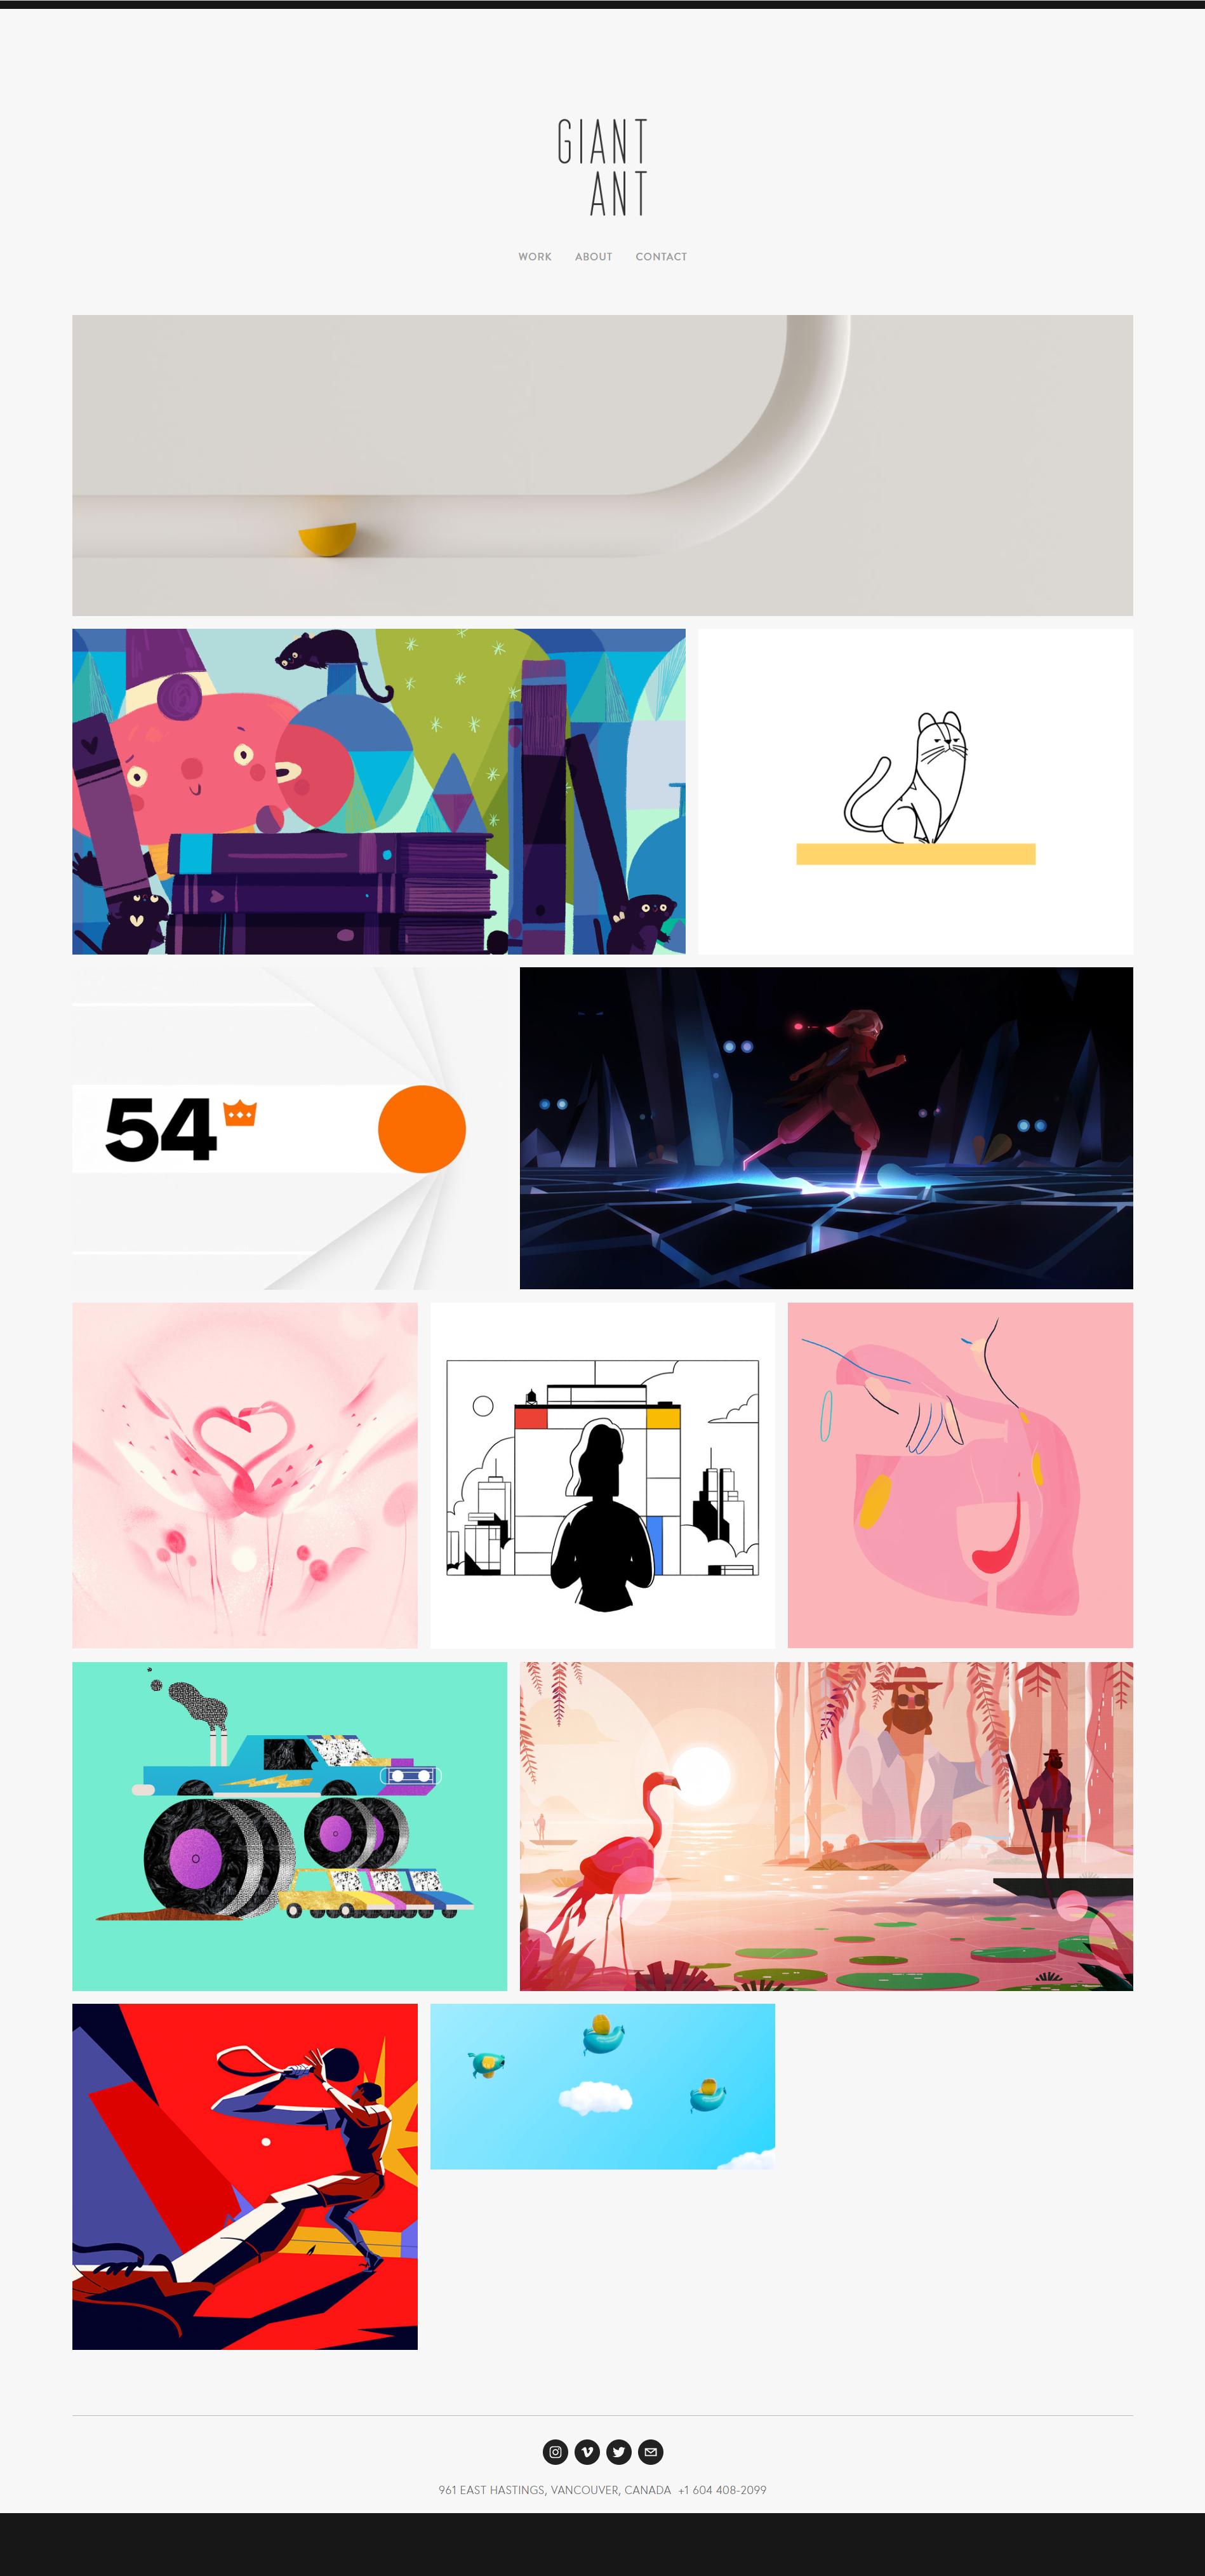 GIANT
ANT
WORK ABOUT CONTACT
54
961 EAST HASTINGS, VANCOUVER, CANADA +1 604 408-2099